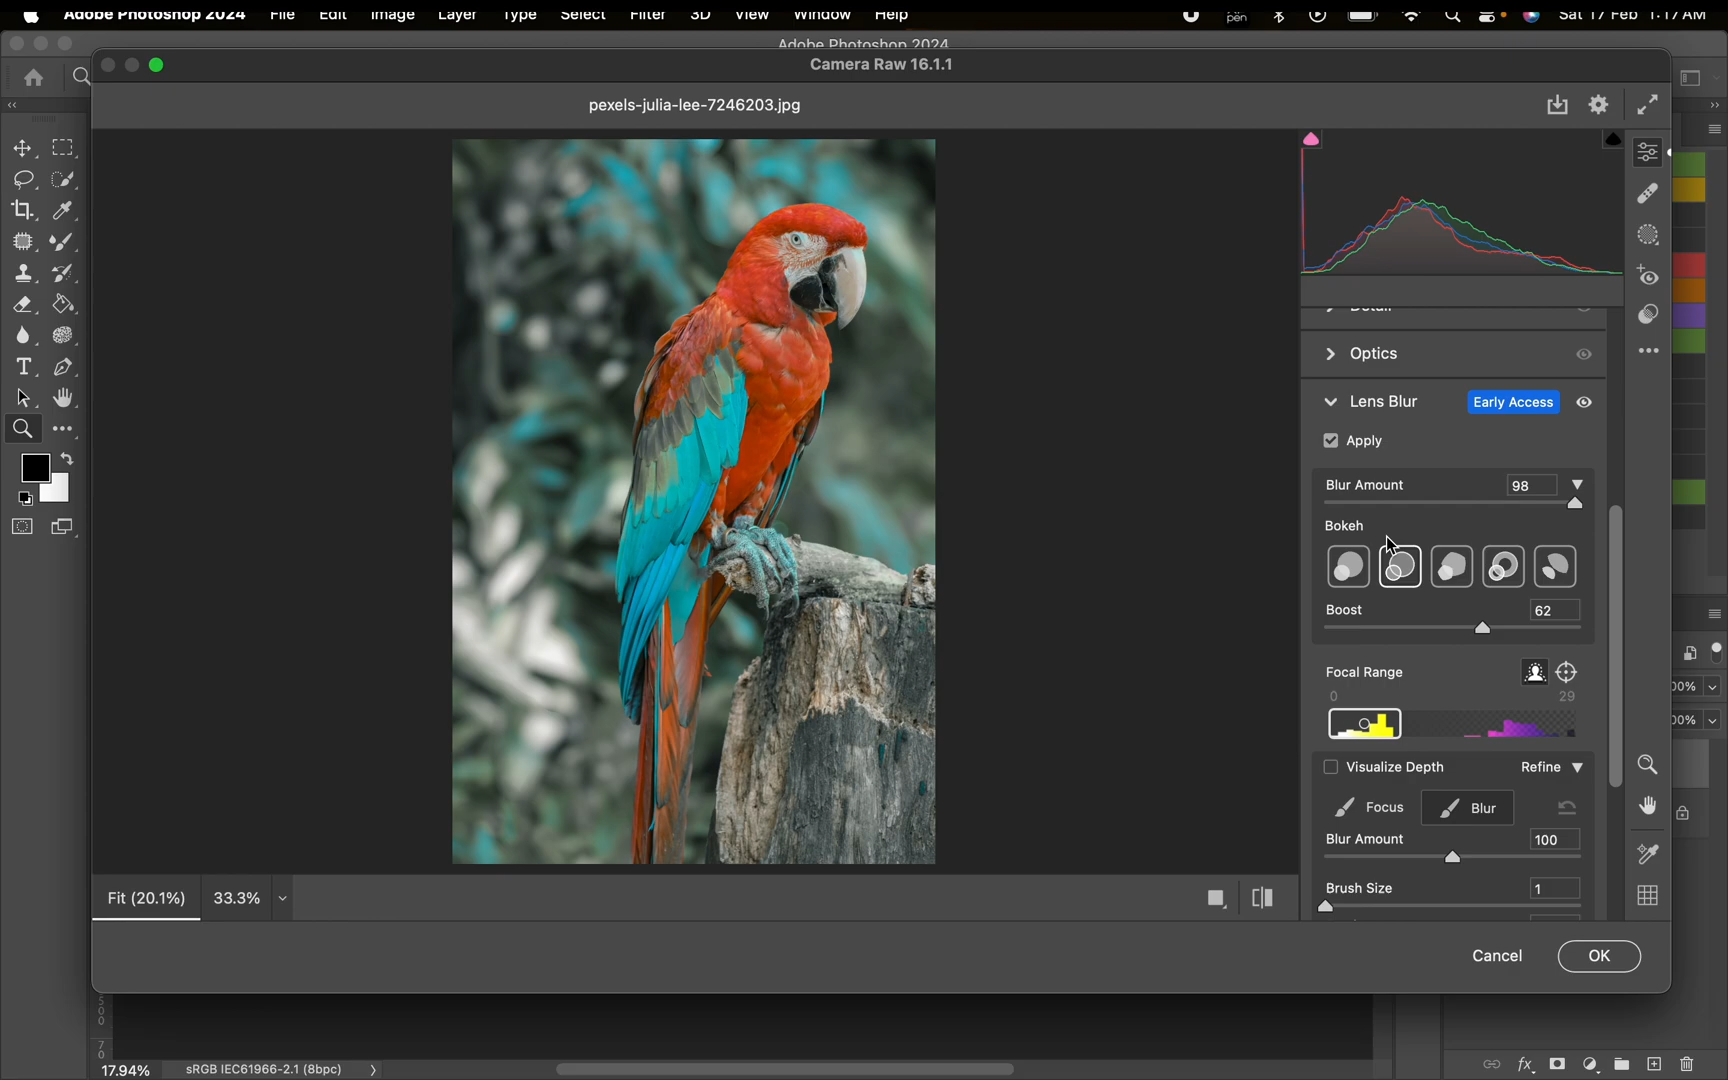 Adobe Photoshop 2024 File Edit Image Layer Type Select Filter 3D View Window Help pen Sat 17 Feb 1:17 AM
Adobe Photoshop 2024
Camera Raw 16.1.1
pexels-julia-lee-7246203.jpg
Detail
Optics
Lens Blur Early Access
Apply
Blur Amount 98
Bokeh
Boost 62
Focal Range
0 29
Visualize Depth Refine
Focus Blur
Blur Amount 100
Brush Size 1
Fit (20.1%) 33.3%
Cancel OK
17.94% sRGB IEC61966-2.1 (8bpc)